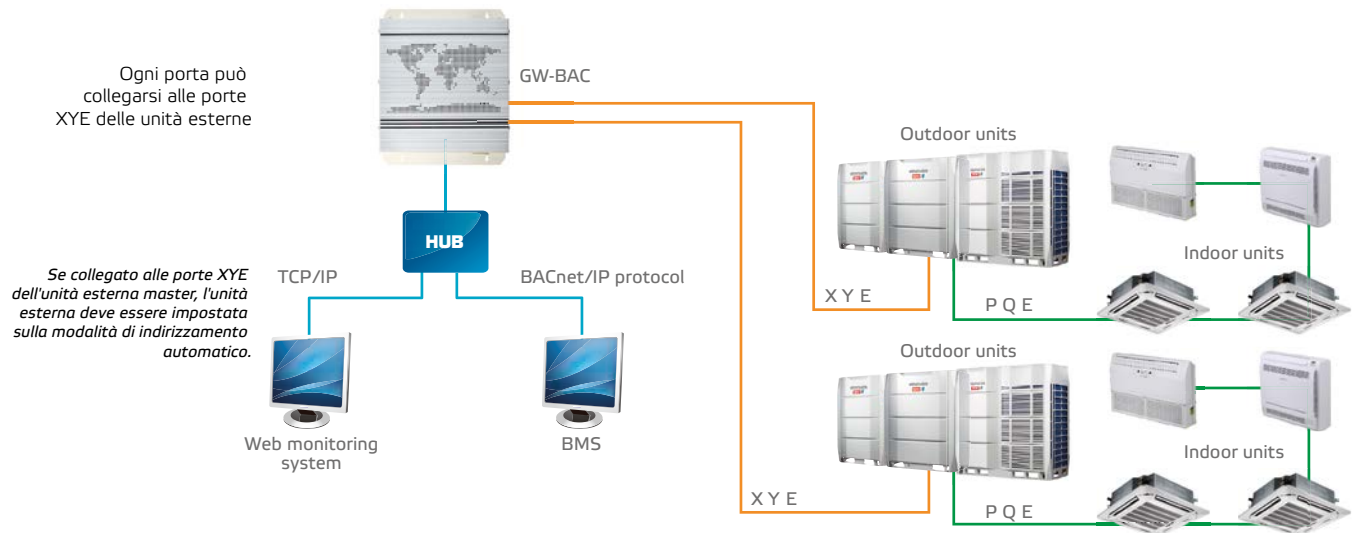 Ogni porta può
collegarsi alle porte
XYE delle unità esterne
GW-BAC
HUB
Se collegato alle porte XYE
dell'unità esterna master, l'unità
esterna deve essere impostata
sulla modalità di indirizzamento
automatico.
TCP/IP
BACnet/IP protocol
Web monitoring
system
BMS
Outdoor units
Indoor units
X Y E
P Q E
Outdoor units
Indoor units
X Y E
P Q E